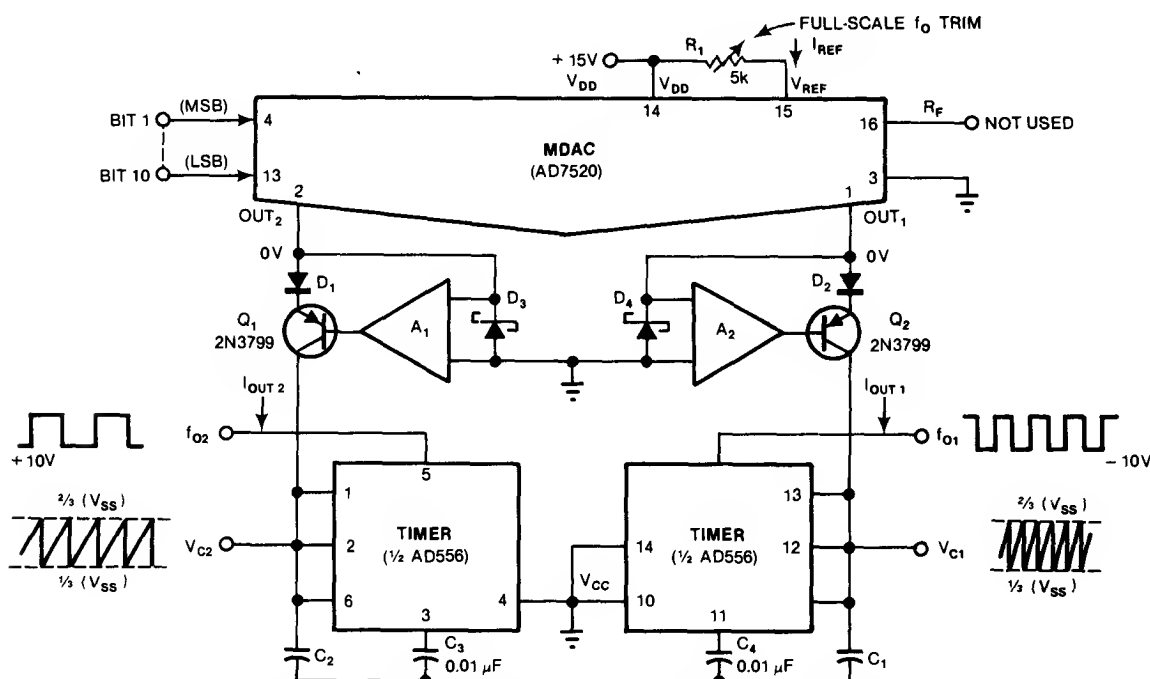 FULL-SCALE fO TRIM
R1
IREF
+ 15V
VDD
VDD
5k
VREF
14
15
BIT 1
(MSB)
4
16
RF
NOT USED
MDAC
(AD7520)
BIT 10
(LSB)
13
3
2
1
OUT2
OUT1
0V
0V
D1
D2
D3
D4
Q1
2N3799
A1
A2
Q2
2N3799
IOUT 2
IOUT 1
fO2
fO1
+ 10V
- 10V
5
1
13
2/3 (VSS)
2/3 (VSS)
TIMER
(1/2 AD556)
TIMER
(1/2 AD556)
VC2
2
14
12
VC1
VCC
1/3 (VSS)
1/3 (VSS)
6
4
10
3
11
C2
C3
0.01 µF
C4
0.01 µF
C1